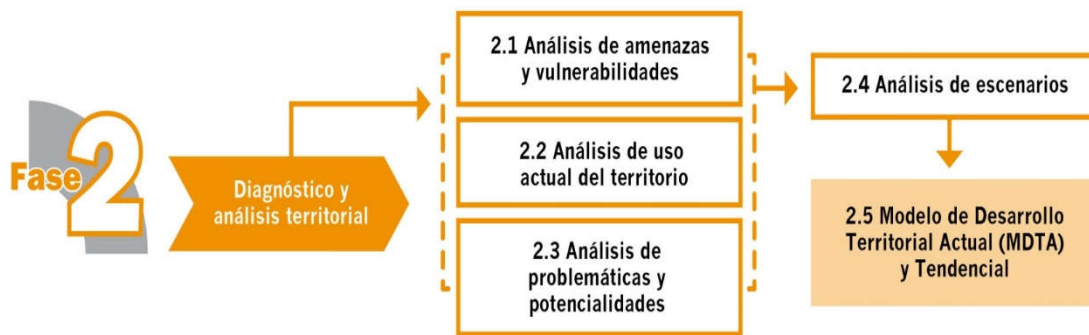 Fase 2
Diagnóstico y
análisis territorial
2.1 Análisis de amenazas
y vulnerabilidades
2.2 Análisis de uso
actual del territorio
2.3 Análisis de
problemáticas y
potencialidades
2.4 Análisis de escenarios
2.5 Modelo de Desarrollo
Territorial Actual (MDTA)
y Tendencial